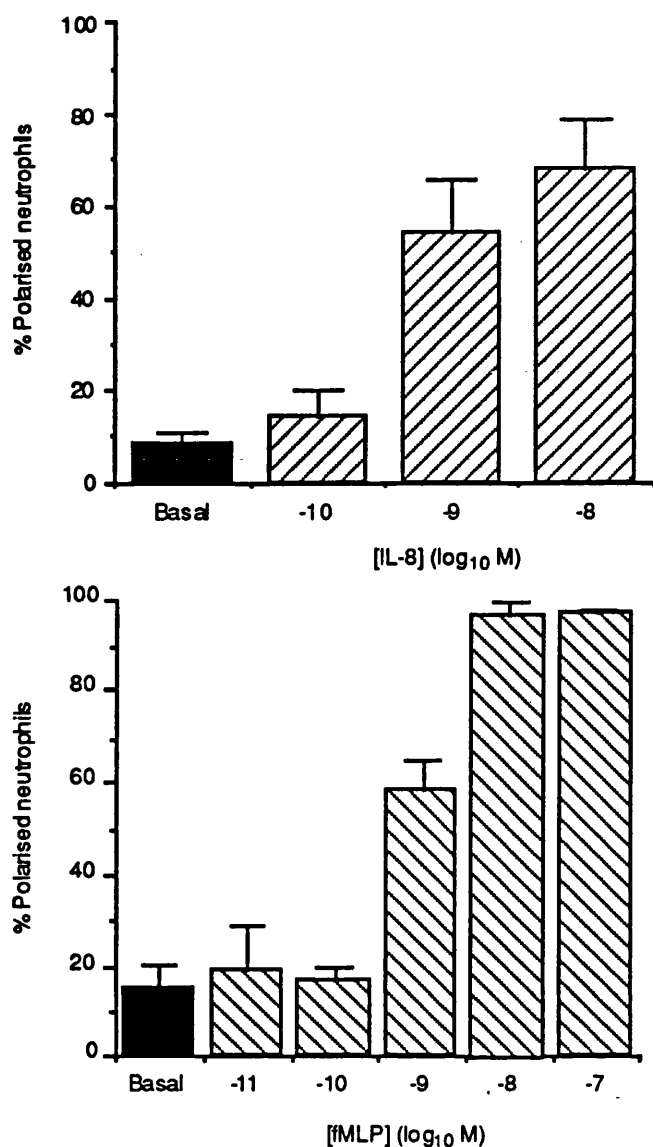 100
80
60
40
20
0
% Polarised neutrophils
Basal -10 -9 -8
[IL-8] (log10 M)
100
80
60
40
20
0
% Polarised neutrophils
Basal -11 -10 -9 -8 -7
[fMLP] (log10 M)